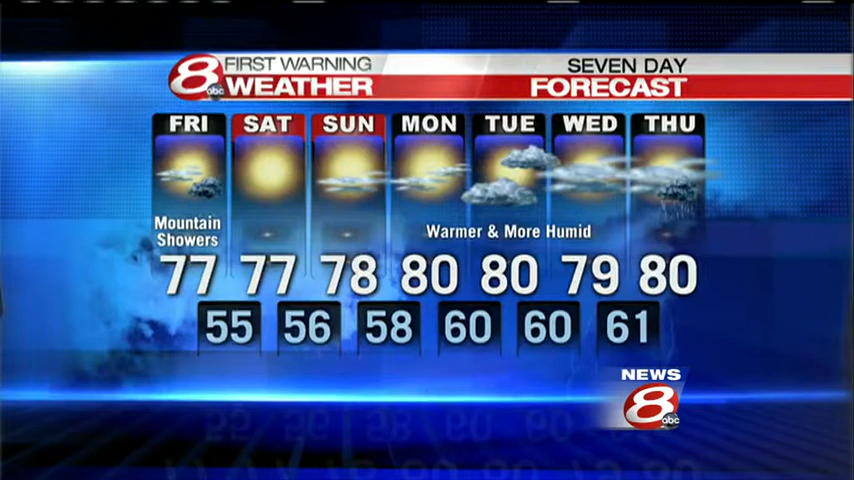 8 abc
FIRST WARNING
WEATHER
SEVEN DAY
FORECAST
FRI SAT SUN MON TUE WED THU
Mountain
Showers
Warmer & More Humid
77 77 78 80 80 79 80
55 56 58 60 60 61
NEWS
8 abc